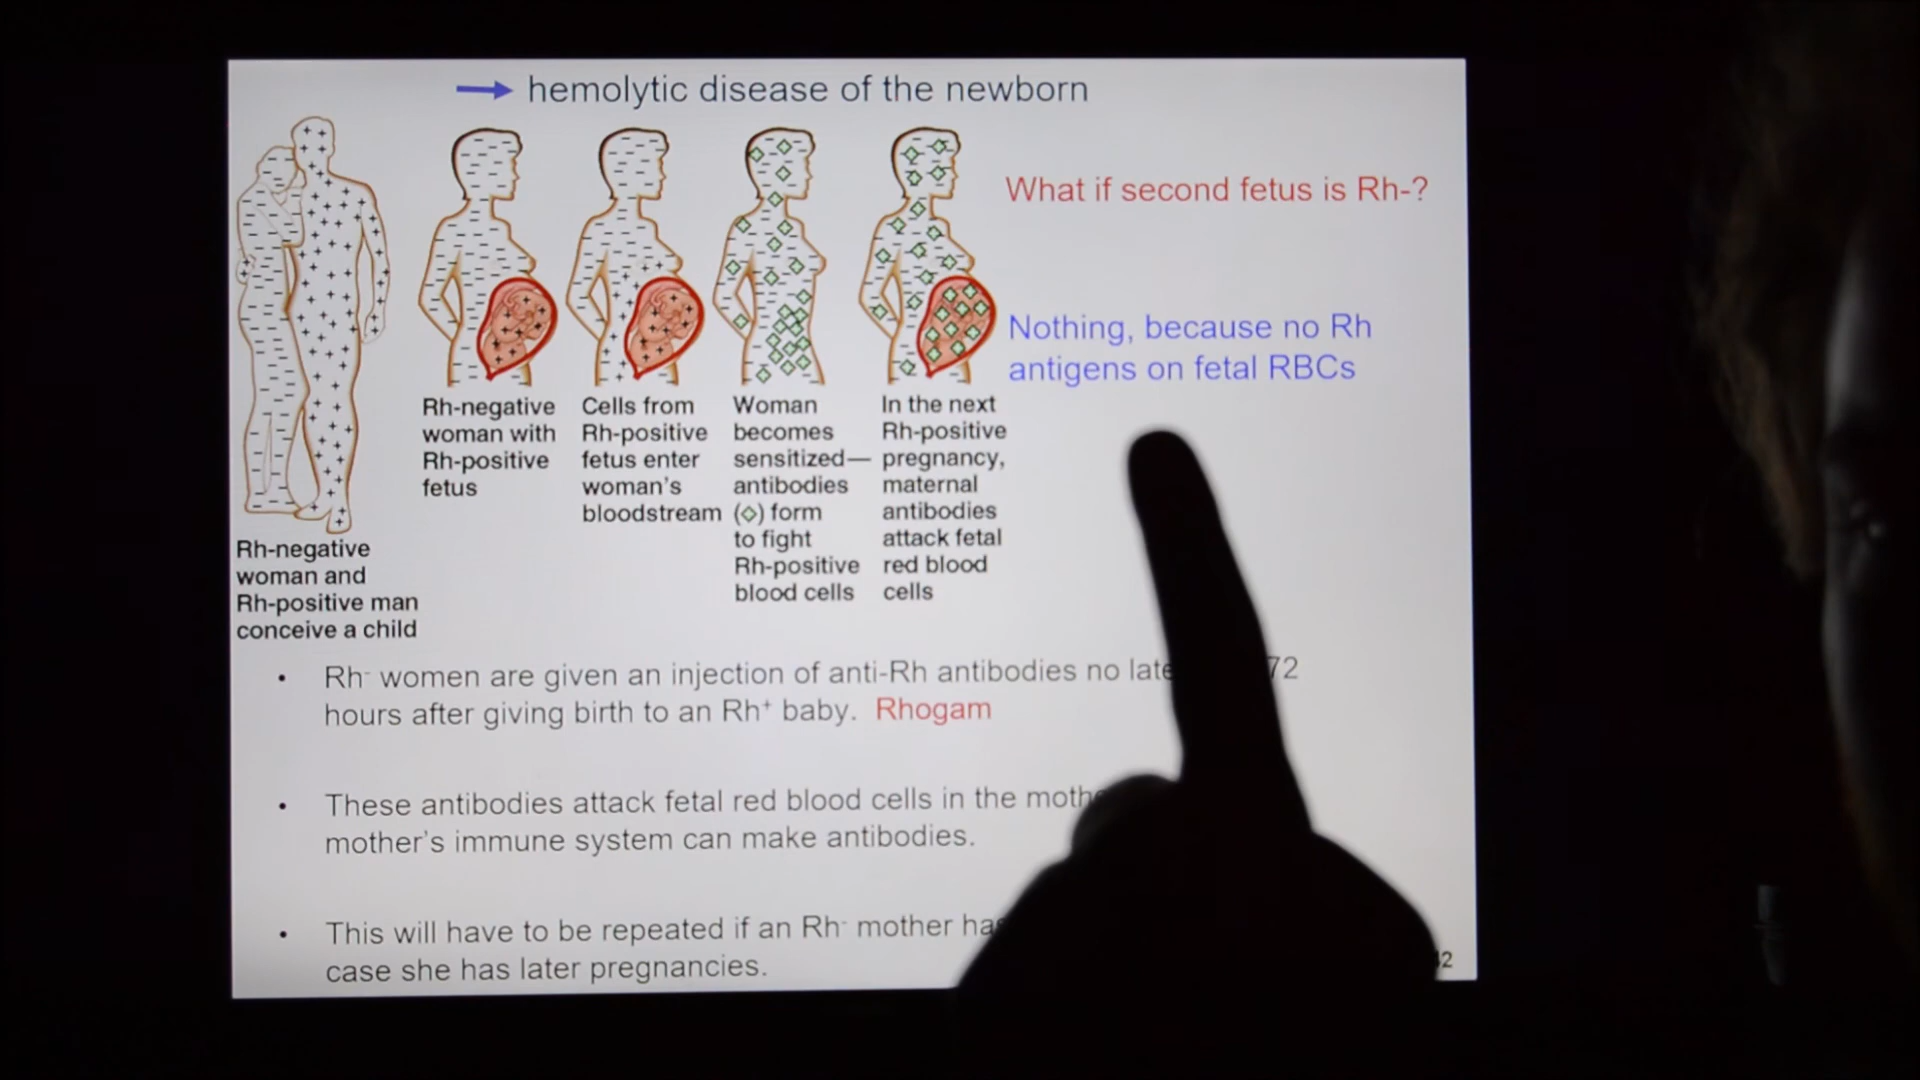 hemolytic disease of the newborn
What if second fetus is Rh-?
Nothing, because no Rh
antigens on fetal RBCs
Rh-negative
woman and
Rh-positive man
conceive a child
Rh-negative
woman with
Rh-positive
fetus
Cells from
Rh-positive
fetus enter
woman's
bloodstream
Woman
becomes
sensitized—
antibodies
(◇) form
to fight
Rh-positive
blood cells
In the next
Rh-positive
pregnancy,
maternal
antibodies
attack fetal
red blood
cells
• Rh- women are given an injection of anti-Rh antibodies no 72
hours after giving birth to an Rh+ baby. Rhogam
• These antibodies attack fetal red blood cells in the
mother's immune system can make antibodies.
• This will have to be repeated if an Rh- mother
case she has later pregnancies.